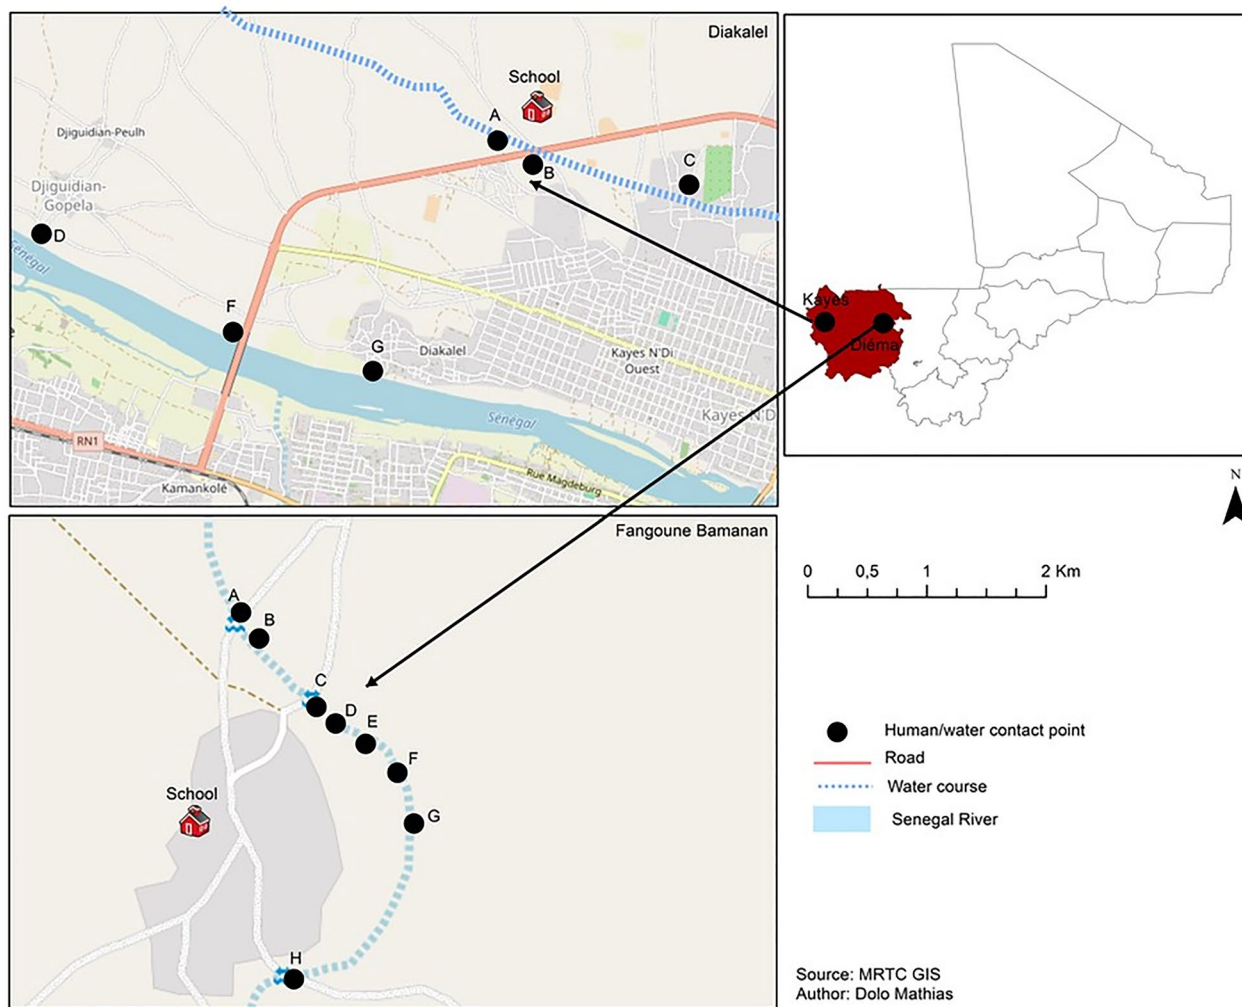 Diakalel
School
A
B
C
Djiguidian-Peulh
Djiguidian-
Gopela
D
Sénégal
F
G
Diakalel
Kayes N'Di
Ouest
Kayes N'D
Sénégal
RN1
Rue Magdeburg
Kamankolé
Kayes
Diéma
N
0 0,5 1 2 Km
Human/water contact point
Road
Water course
Senegal River
Source: MRTC GIS
Author: Dolo Mathias
Fangoune Bamanan
A
B
C
D
E
F
G
School
H